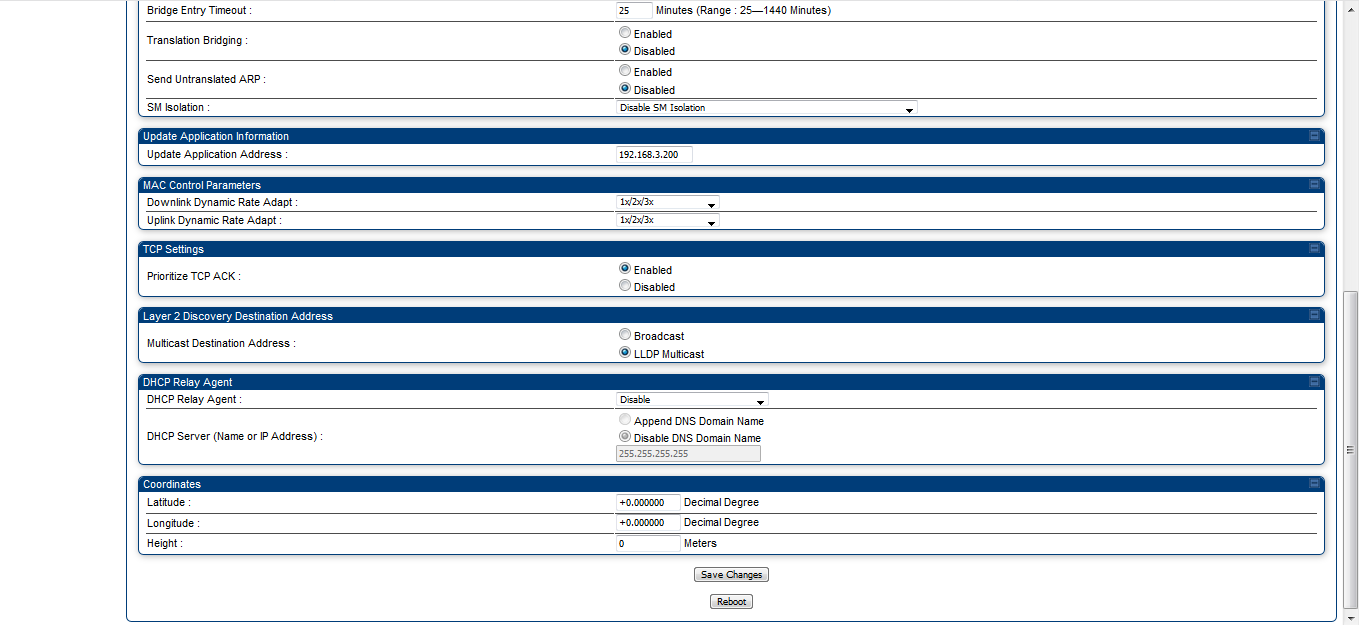 Bridge Entry Timeout : 25 Minutes (Range : 25—1440 Minutes)
Translation Bridging :
Enabled
Disabled
Send Untranslated ARP :
Enabled
Disabled
SM Isolation : Disable SM Isolation
Update Application Information
Update Application Address : 192.168.3.200
MAC Control Parameters
Downlink Dynamic Rate Adapt : 1x/2x/3x
Uplink Dynamic Rate Adapt : 1x/2x/3x
TCP Settings
Prioritize TCP ACK :
Enabled
Disabled
Layer 2 Discovery Destination Address
Multicast Destination Address :
Broadcast
LLDP Multicast
DHCP Relay Agent
DHCP Relay Agent : Disable
DHCP Server (Name or IP Address) :
Append DNS Domain Name
Disable DNS Domain Name
255.255.255.255
Coordinates
Latitude : +0.000000 Decimal Degree
Longitude : +0.000000 Decimal Degree
Height : 0 Meters
Save Changes
Reboot